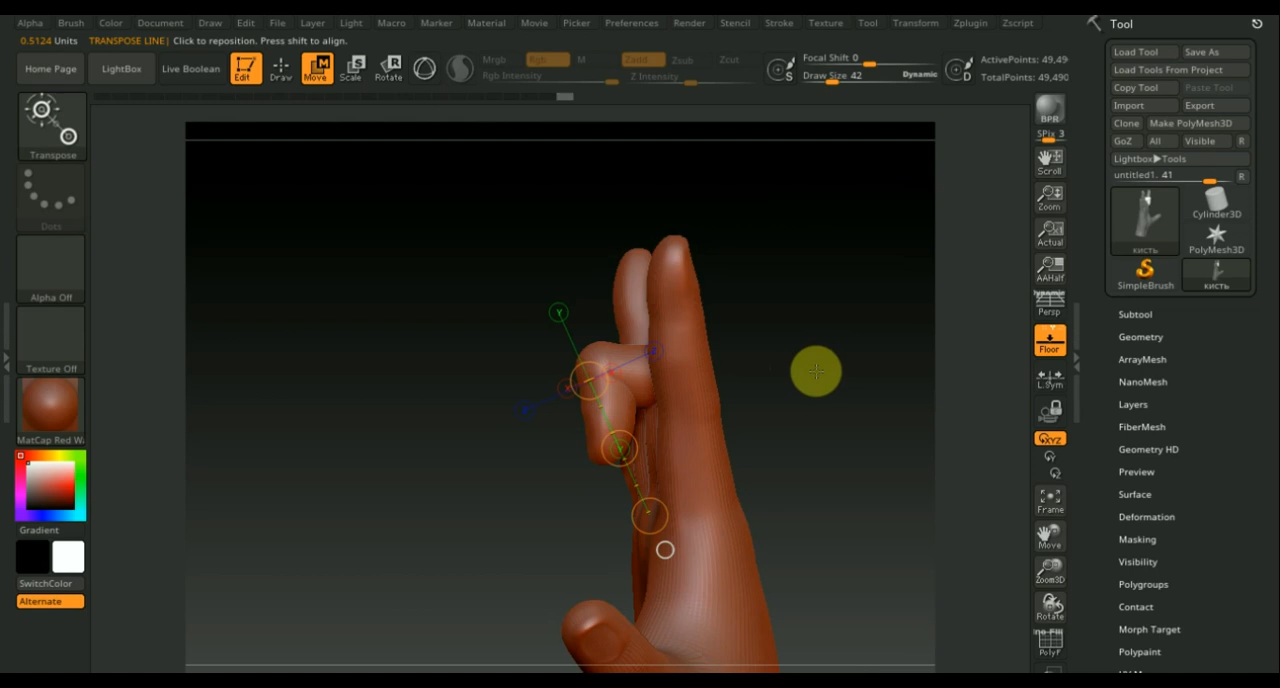 Alpha Brush Color Document Draw Edit File Layer Light Macro Marker Material Movie Picker Preferences Render Stencil Stroke Texture Tool Transform Zplugin Zscript
Tool
0.5124 Units TRANSPOSE LINE| Click to reposition. Press shift to align.
Home Page
LightBox
Live Boolean
Edit
Draw
Move
Scale
Rotate
Mrgb Rgb M
Rgb Intensity
Zadd Zsub Zcut
Z Intensity
S
Focal Shift 0
Draw Size 42 Dynamic
D
ActivePoints: 49,49
TotalPoints: 49,490
Load Tool Save As
Load Tools From Project
Copy Tool Paste Tool
Import Export
Clone Make PolyMesh3D
GoZ All Visible R
Lightbox▶Tools
untitled1. 41 R
кисть
Cylinder3D
PolyMesh3D
SimpleBrush
кисть
Subtool
Geometry
ArrayMesh
NanoMesh
Layers
FiberMesh
Geometry HD
Preview
Surface
Deformation
Masking
Visibility
Polygroups
Contact
Morph Target
Polypaint
Transpose
Dots
Alpha Off
Texture Off
MatCap Red Wa
Gradient
SwitchColor
Alternate
Y
BPR
SPix 3
Scroll
Zoom
Actual
AAHalf
Dynamic
Persp
Floor
L.Sym
XYZ
Y
Z
Frame
Move
Zoom3D
Rotate
PolyF